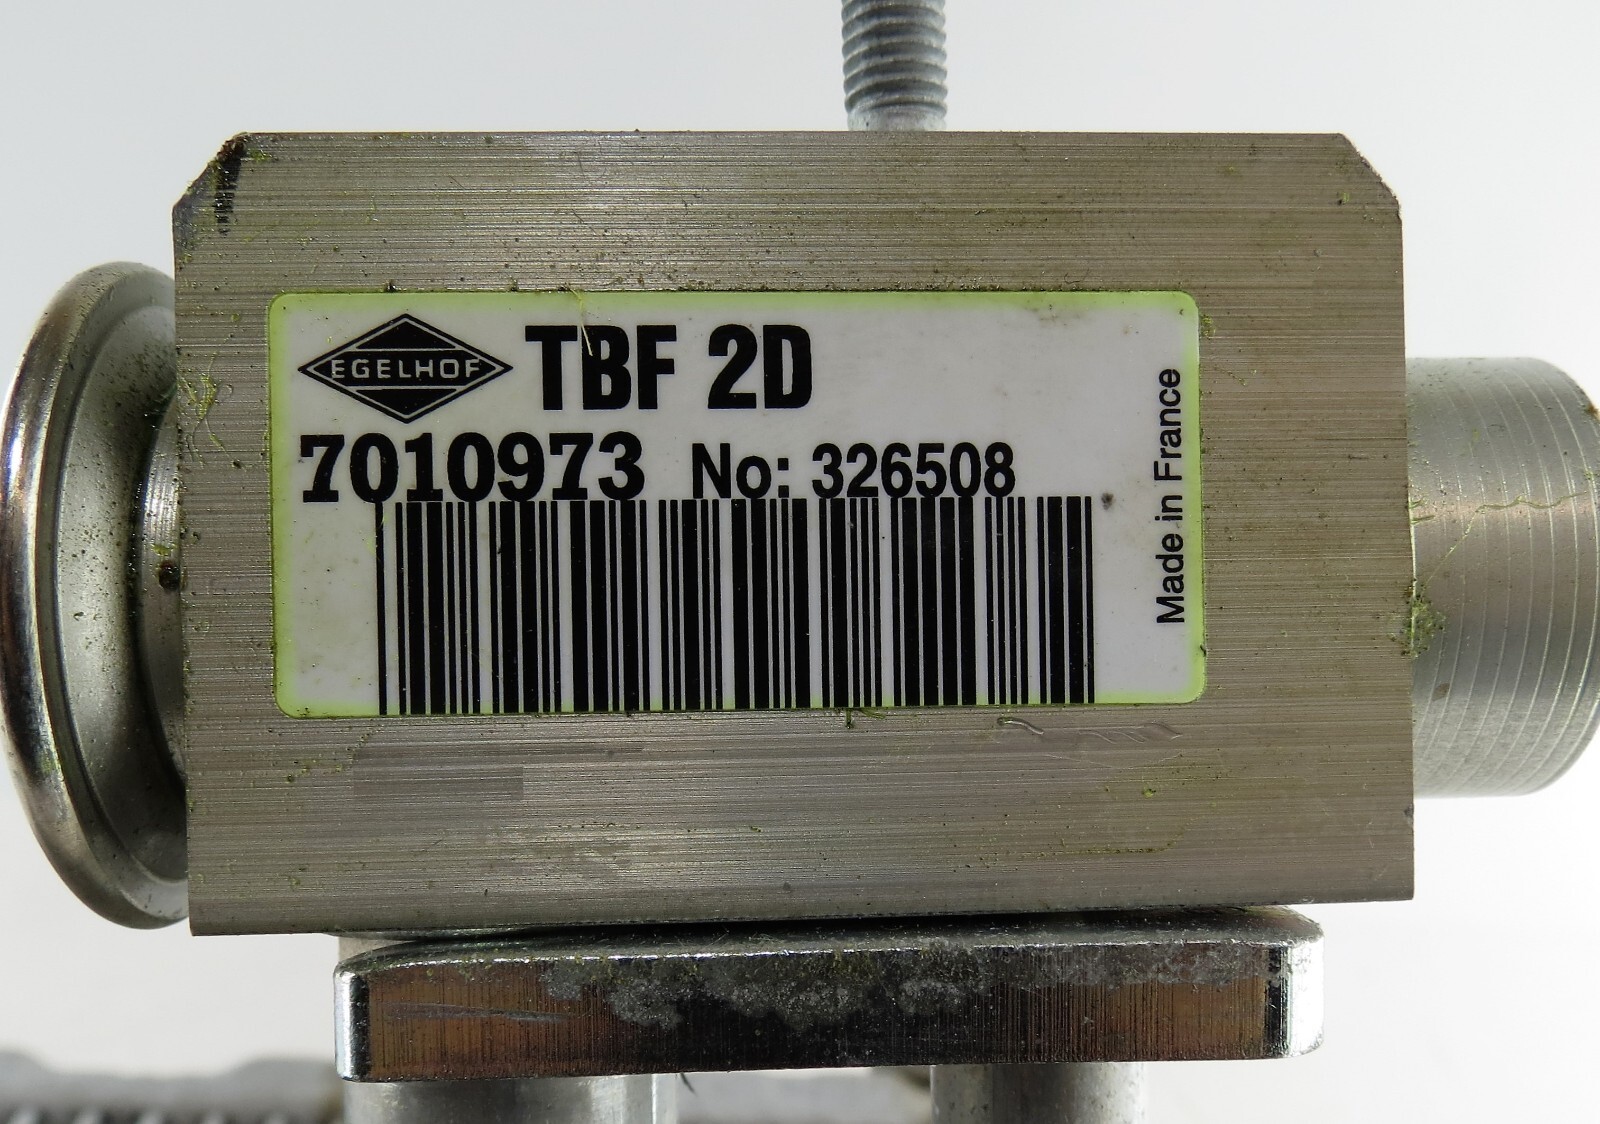 EGELHOF TBF 2D
7010973 No: 326508
Made in France